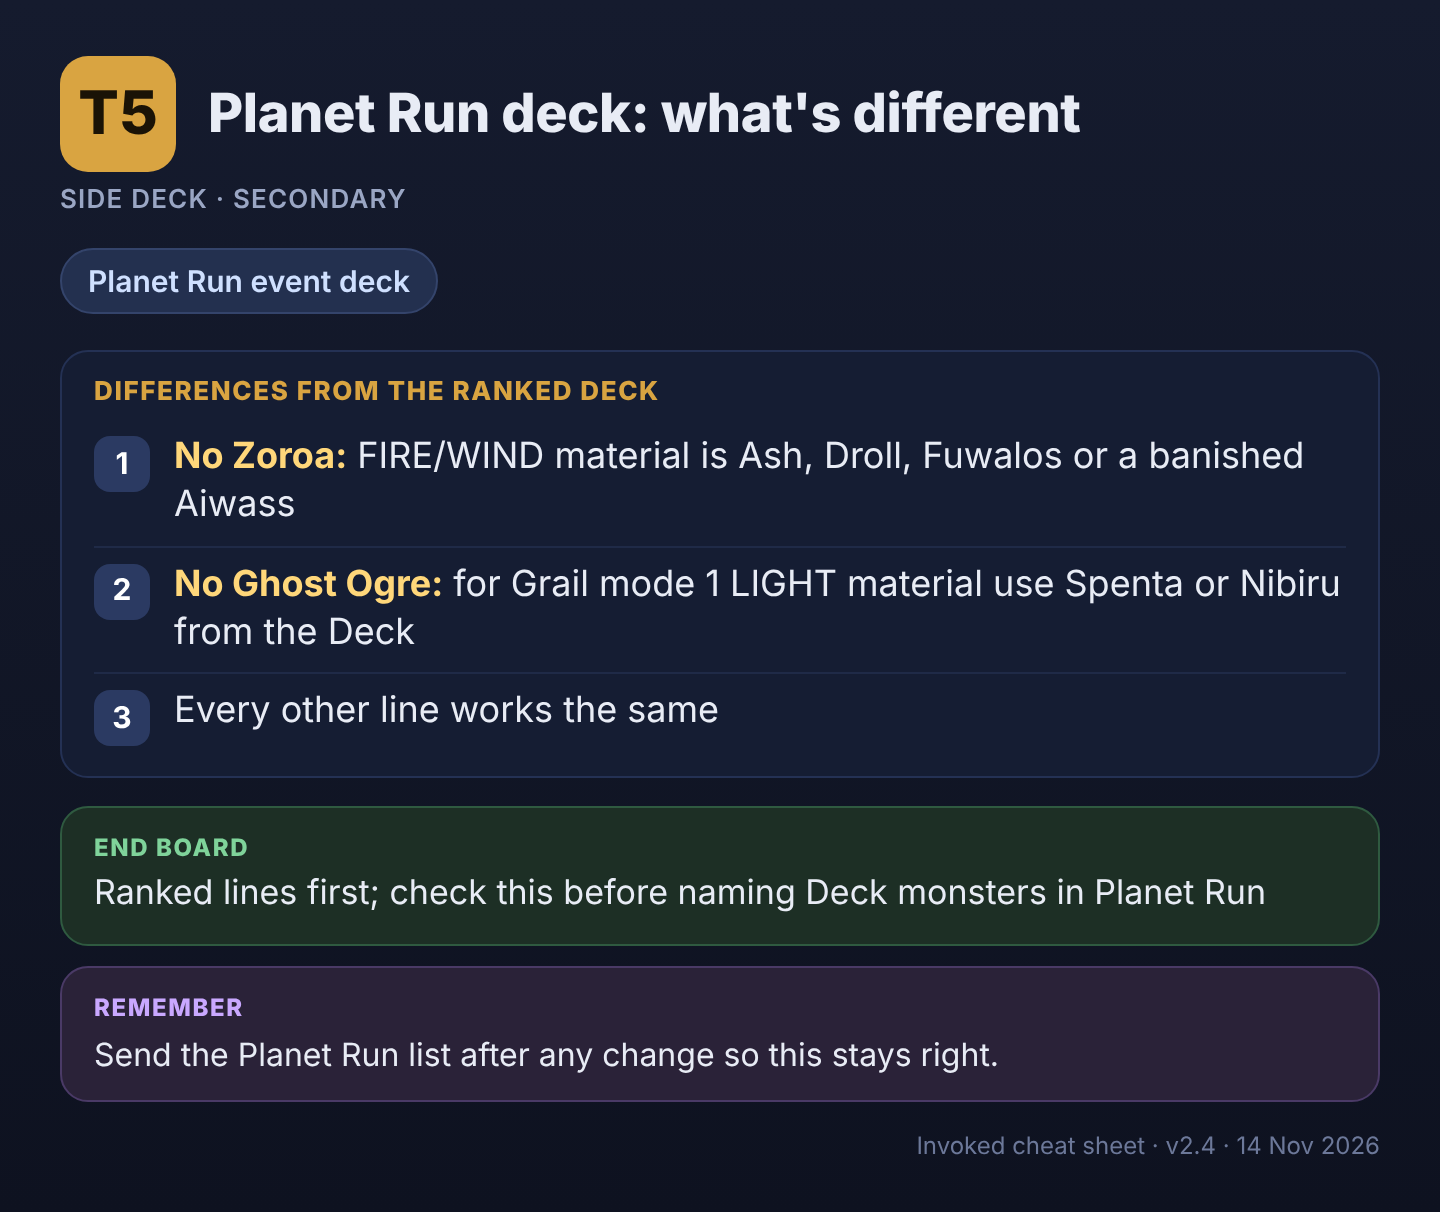 T5
Planet Run deck: what's different
SIDE DECK · SECONDARY
Planet Run event deck
DIFFERENCES FROM THE RANKED DECK
1
No Zoroa: FIRE/WIND material is Ash, Droll, Fuwalos or a banished
Aiwass
2
No Ghost Ogre: for Grail mode 1 LIGHT material use Spenta or Nibiru
from the Deck
3
Every other line works the same
END BOARD
Ranked lines first; check this before naming Deck monsters in Planet Run
REMEMBER
Send the Planet Run list after any change so this stays right.
Invoked cheat sheet · v2.4 · 14 Nov 2026